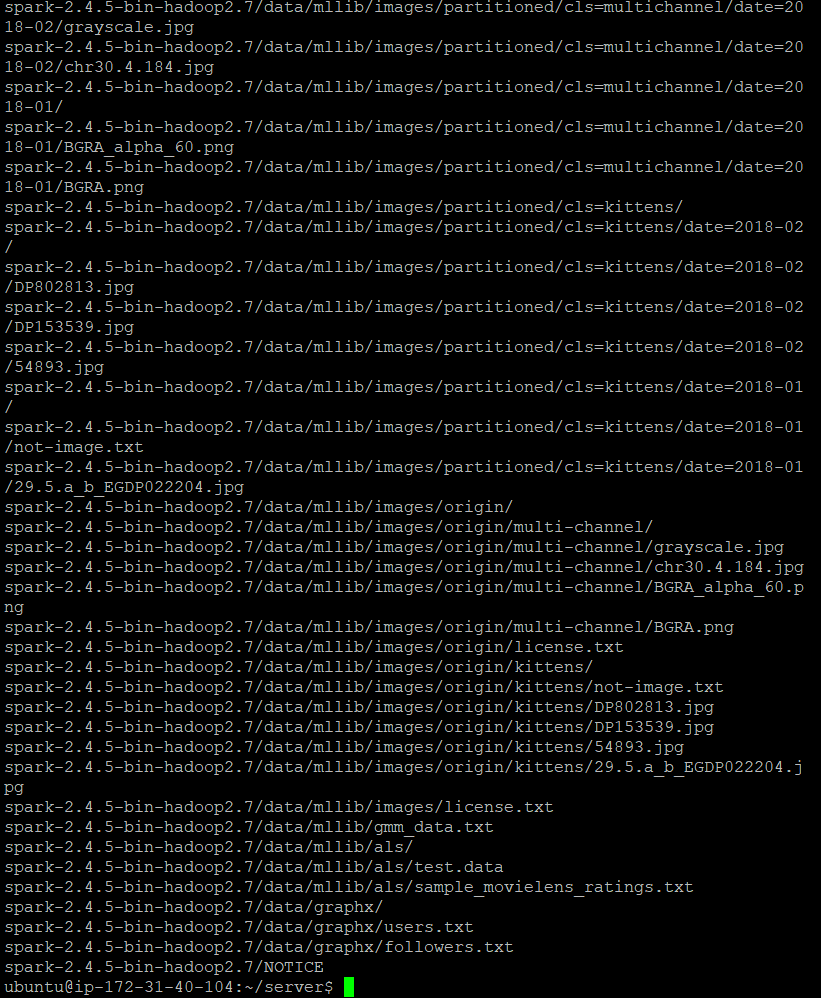 spark-2.4.5-bin-hadoop2.7/data/mllib/images/partitioned/cls=multichannel/date=20
18-02/grayscale.jpg
spark-2.4.5-bin-hadoop2.7/data/mllib/images/partitioned/cls=multichannel/date=20
18-02/chr30.4.184.jpg
spark-2.4.5-bin-hadoop2.7/data/mllib/images/partitioned/cls=multichannel/date=20
18-01/
spark-2.4.5-bin-hadoop2.7/data/mllib/images/partitioned/cls=multichannel/date=20
18-01/BGRA_alpha_60.png
spark-2.4.5-bin-hadoop2.7/data/mllib/images/partitioned/cls=multichannel/date=20
18-01/BGRA.png
spark-2.4.5-bin-hadoop2.7/data/mllib/images/partitioned/cls=kittens/
spark-2.4.5-bin-hadoop2.7/data/mllib/images/partitioned/cls=kittens/date=2018-02
/
spark-2.4.5-bin-hadoop2.7/data/mllib/images/partitioned/cls=kittens/date=2018-02
/DP802813.jpg
spark-2.4.5-bin-hadoop2.7/data/mllib/images/partitioned/cls=kittens/date=2018-02
/DP153539.jpg
spark-2.4.5-bin-hadoop2.7/data/mllib/images/partitioned/cls=kittens/date=2018-02
/54893.jpg
spark-2.4.5-bin-hadoop2.7/data/mllib/images/partitioned/cls=kittens/date=2018-01
/
spark-2.4.5-bin-hadoop2.7/data/mllib/images/partitioned/cls=kittens/date=2018-01
/not-image.txt
spark-2.4.5-bin-hadoop2.7/data/mllib/images/partitioned/cls=kittens/date=2018-01
/29.5.a_b_EGDP022204.jpg
spark-2.4.5-bin-hadoop2.7/data/mllib/images/origin/
spark-2.4.5-bin-hadoop2.7/data/mllib/images/origin/multi-channel/
spark-2.4.5-bin-hadoop2.7/data/mllib/images/origin/multi-channel/grayscale.jpg
spark-2.4.5-bin-hadoop2.7/data/mllib/images/origin/multi-channel/chr30.4.184.jpg
spark-2.4.5-bin-hadoop2.7/data/mllib/images/origin/multi-channel/BGRA_alpha_60.p
ng
spark-2.4.5-bin-hadoop2.7/data/mllib/images/origin/multi-channel/BGRA.png
spark-2.4.5-bin-hadoop2.7/data/mllib/images/origin/license.txt
spark-2.4.5-bin-hadoop2.7/data/mllib/images/origin/kittens/
spark-2.4.5-bin-hadoop2.7/data/mllib/images/origin/kittens/not-image.txt
spark-2.4.5-bin-hadoop2.7/data/mllib/images/origin/kittens/DP802813.jpg
spark-2.4.5-bin-hadoop2.7/data/mllib/images/origin/kittens/DP153539.jpg
spark-2.4.5-bin-hadoop2.7/data/mllib/images/origin/kittens/54893.jpg
spark-2.4.5-bin-hadoop2.7/data/mllib/images/origin/kittens/29.5.a_b_EGDP022204.j
pg
spark-2.4.5-bin-hadoop2.7/data/mllib/images/license.txt
spark-2.4.5-bin-hadoop2.7/data/mllib/gmm_data.txt
spark-2.4.5-bin-hadoop2.7/data/mllib/als/
spark-2.4.5-bin-hadoop2.7/data/mllib/als/test.data
spark-2.4.5-bin-hadoop2.7/data/mllib/als/sample_movielens_ratings.txt
spark-2.4.5-bin-hadoop2.7/data/graphx/
spark-2.4.5-bin-hadoop2.7/data/graphx/users.txt
spark-2.4.5-bin-hadoop2.7/data/graphx/followers.txt
spark-2.4.5-bin-hadoop2.7/NOTICE
ubuntu@ip-172-31-40-104:~/server$